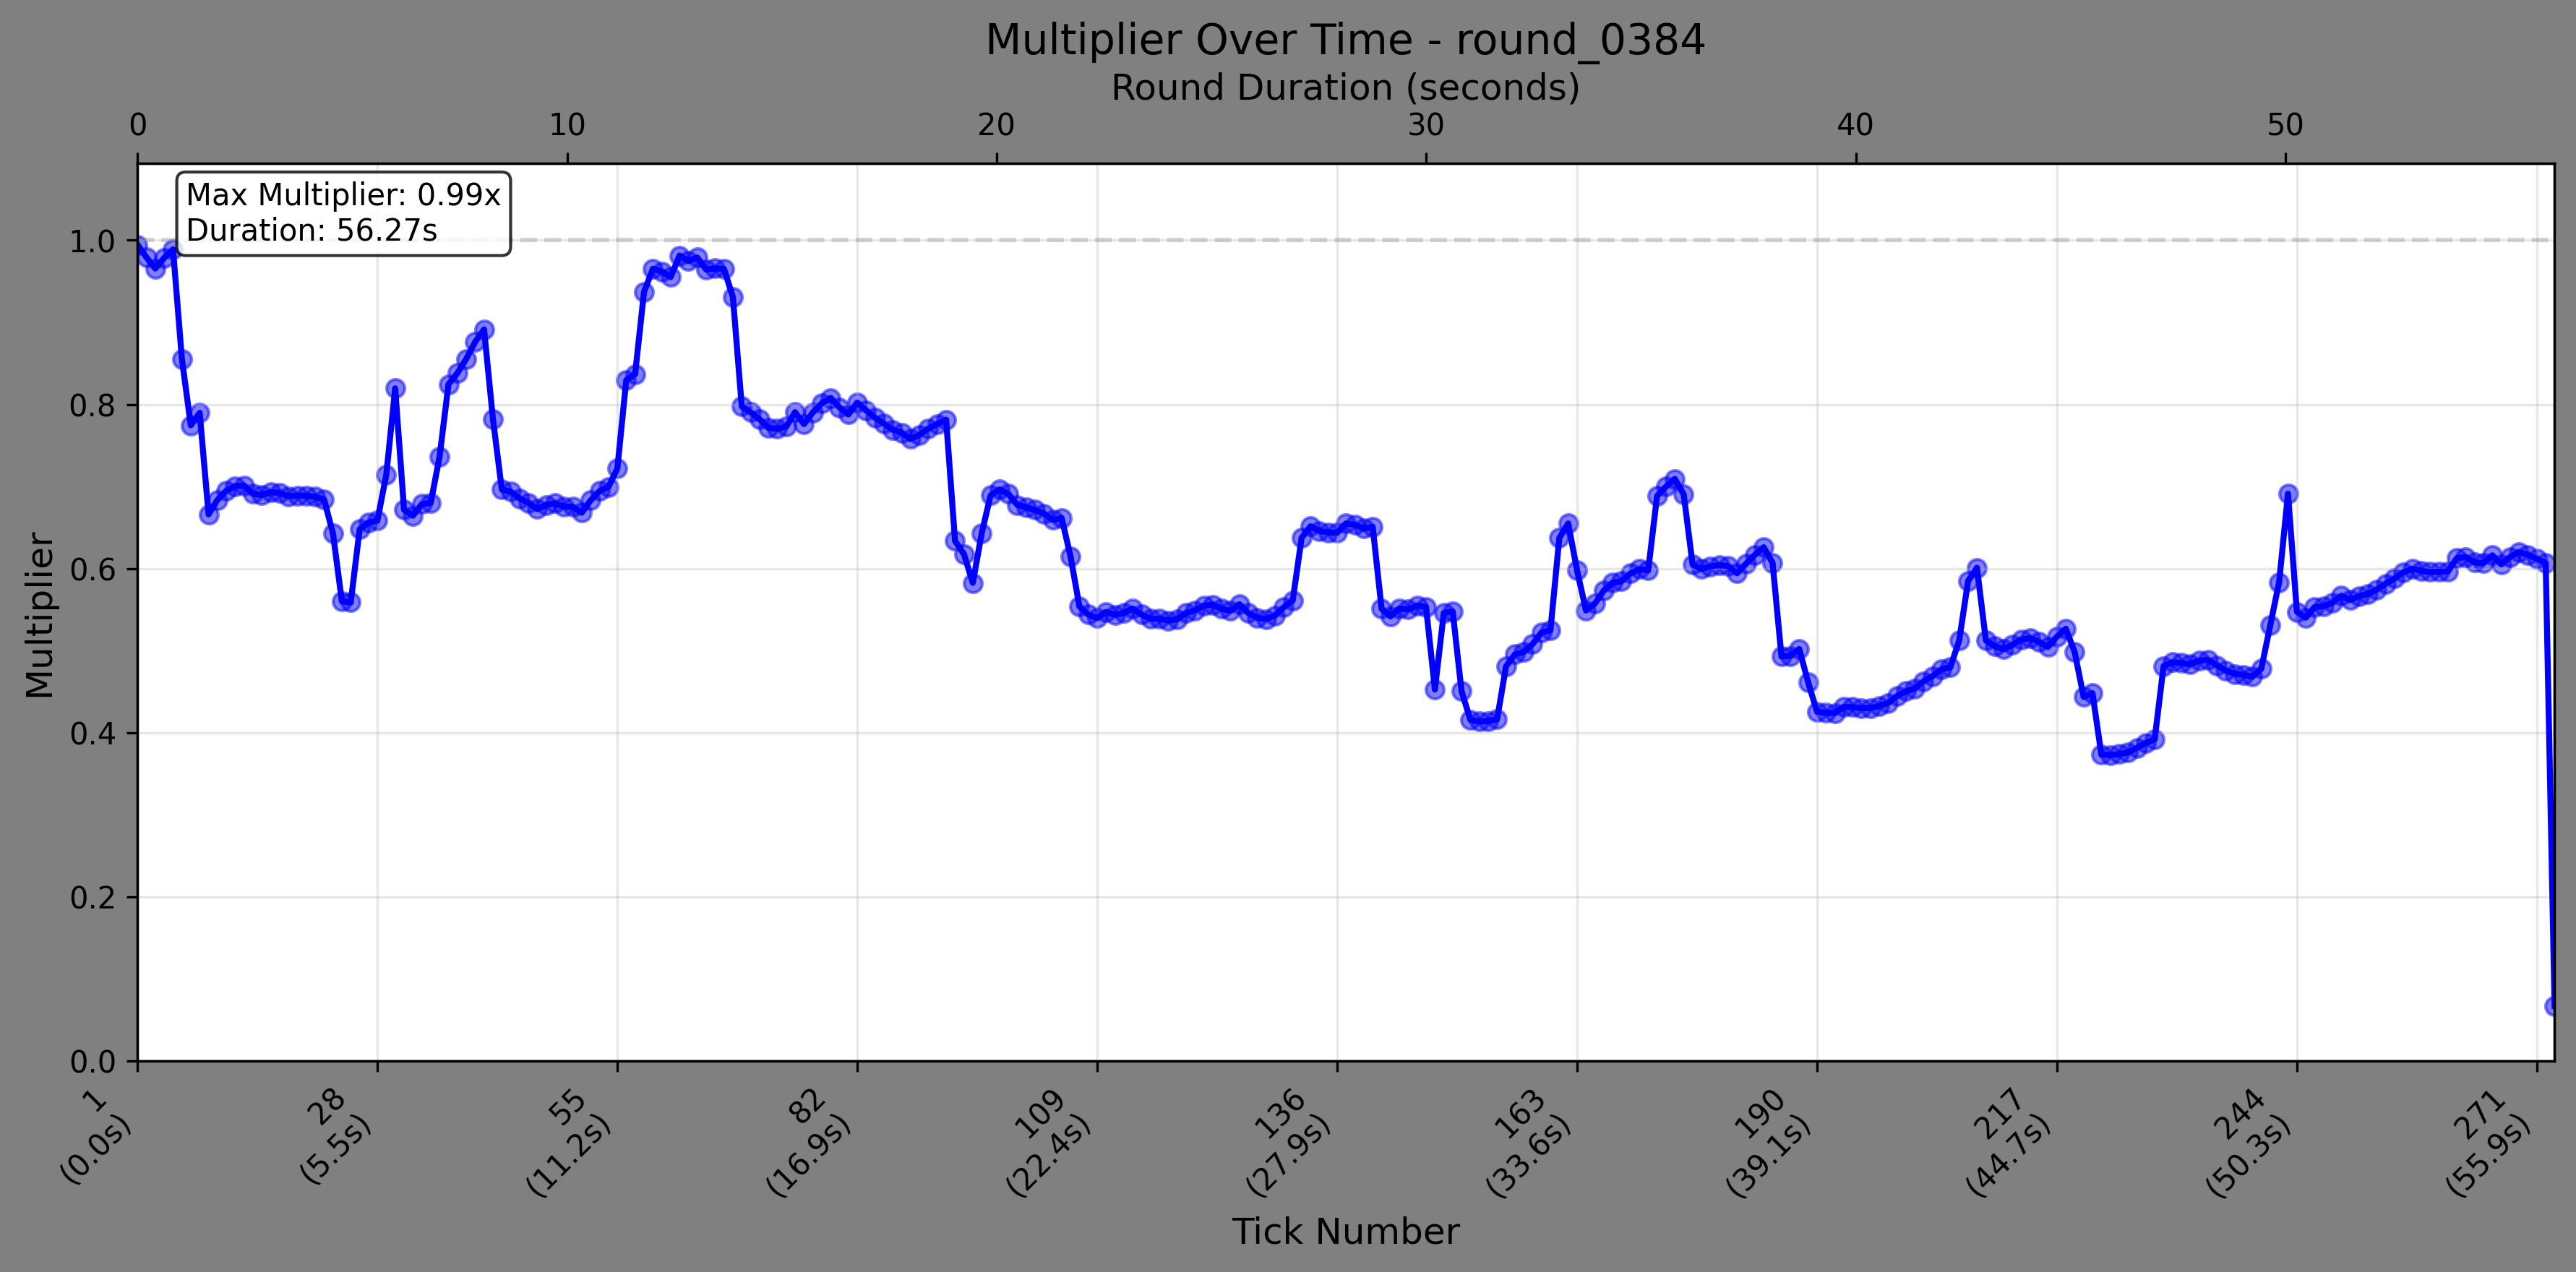 Multiplier Over Time - round_0384
Round Duration (seconds)
0 10 20 30 40 50
Max Multiplier: 0.99x
Duration: 56.27s
Multiplier
1.0
0.8
0.6
0.4
0.2
0.0
1
(0.0s)
28
(5.5s)
55
(11.2s)
82
(16.9s)
109
(22.4s)
136
(27.9s)
163
(33.6s)
190
(39.1s)
217
(44.7s)
244
(50.3s)
271
(55.9s)
Tick Number